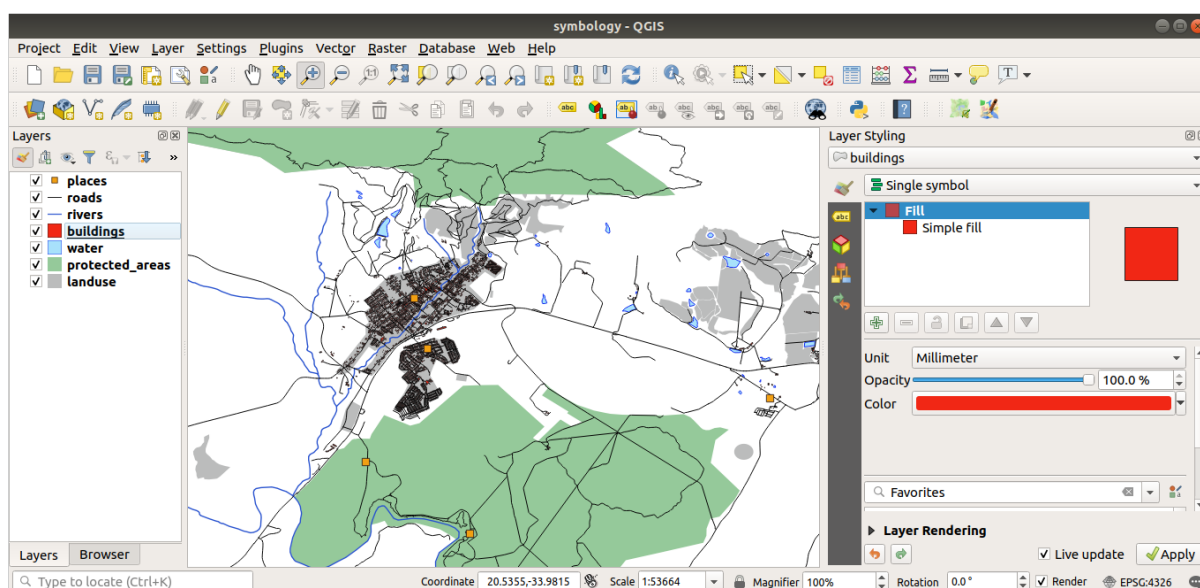 symbology - QGIS
Project Edit View Layer Settings Plugins Vector Raster Database Web Help
Layers
places
roads
rivers
buildings
water
protected_areas
landuse
Layers Browser
Layer Styling
buildings
Single symbol
Fill
Simple fill
Unit Millimeter
Opacity 100.0 %
Color
Favorites
Layer Rendering
Live update Apply
Type to locate (Ctrl+K) Coordinate 20.5355,-33.9815 Scale 1:53664 Magnifier 100% Rotation 0.0 ° Render EPSG:4326